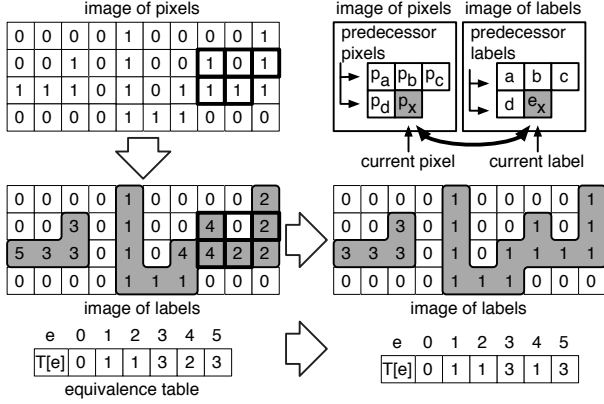 image of pixels
0 0 0 0 1 0 0 0 0 1
0 0 1 0 1 0 0 1 0 1
1 1 1 0 1 0 1 1 1 1
0 0 0 0 1 1 1 0 0 0
image of pixels
predecessor
pixels
pa pb pc
pd px
current pixel
image of labels
predecessor
labels
a b c
d ex
current label
0 0 0 0 1 0 0 0 0 2
0 0 3 0 1 0 0 4 0 2
5 3 3 0 1 0 4 4 2 2
0 0 0 0 1 1 1 0 0 0
image of labels
e 0 1 2 3 4 5
T[e] 0 1 1 3 2 3
equivalence table
0 0 0 0 1 0 0 0 0 1
0 0 3 0 1 0 0 1 0 1
3 3 3 0 1 0 1 1 1 1
0 0 0 0 1 1 1 0 0 0
image of labels
e 0 1 2 3 4 5
T[e] 0 1 1 3 1 3